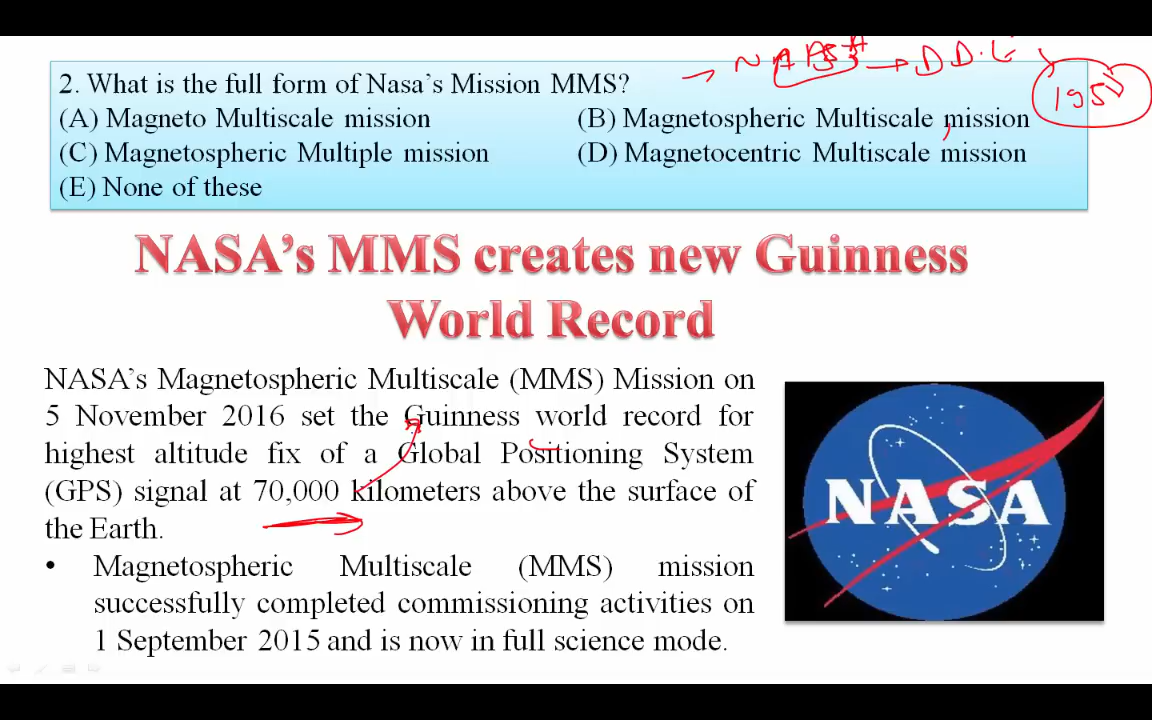 2. What is the full form of Nasa's Mission MMS?
(A) Magneto Multiscale mission (B) Magnetospheric Multiscale mission
(C) Magnetospheric Multiple mission (D) Magnetocentric Multiscale mission
(E) None of these
NASA's MMS creates new Guinness
World Record
NASA's Magnetospheric Multiscale (MMS) Mission on
5 November 2016 set the Guinness world record for
highest altitude fix of a Global Positioning System
(GPS) signal at 70,000 kilometers above the surface of
the Earth.
• Magnetospheric Multiscale (MMS) mission
successfully completed commissioning activities on
1 September 2015 and is now in full science mode.
NASA